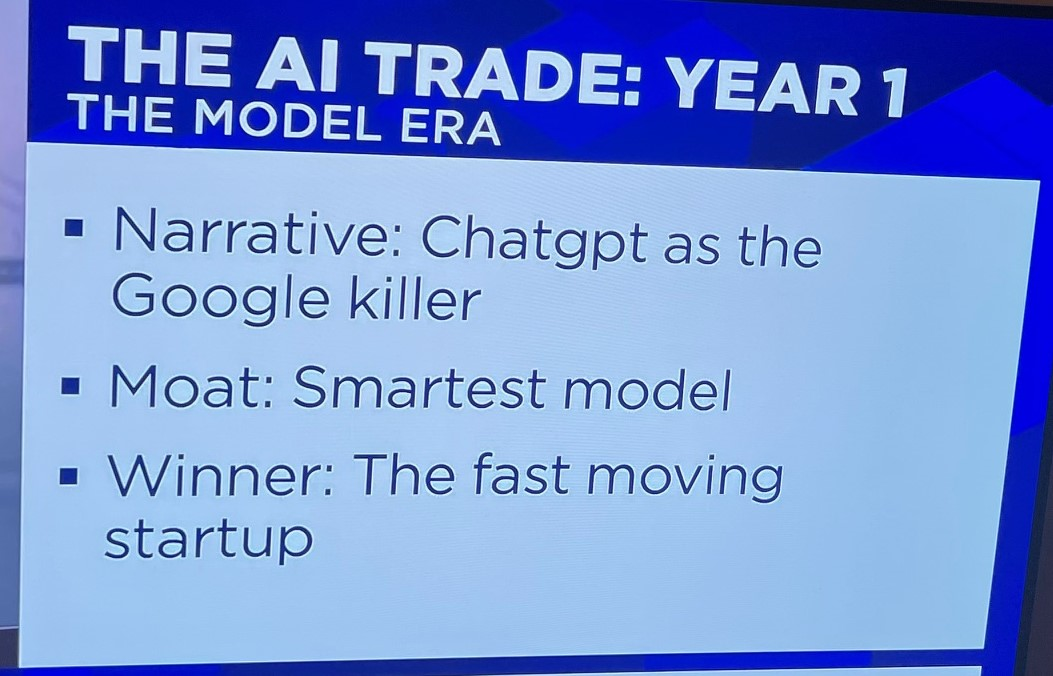 THE AI TRADE: YEAR 1
THE MODEL ERA
▪ Narrative: Chatgpt as the
Google killer
▪ Moat: Smartest model
▪ Winner: The fast moving
startup